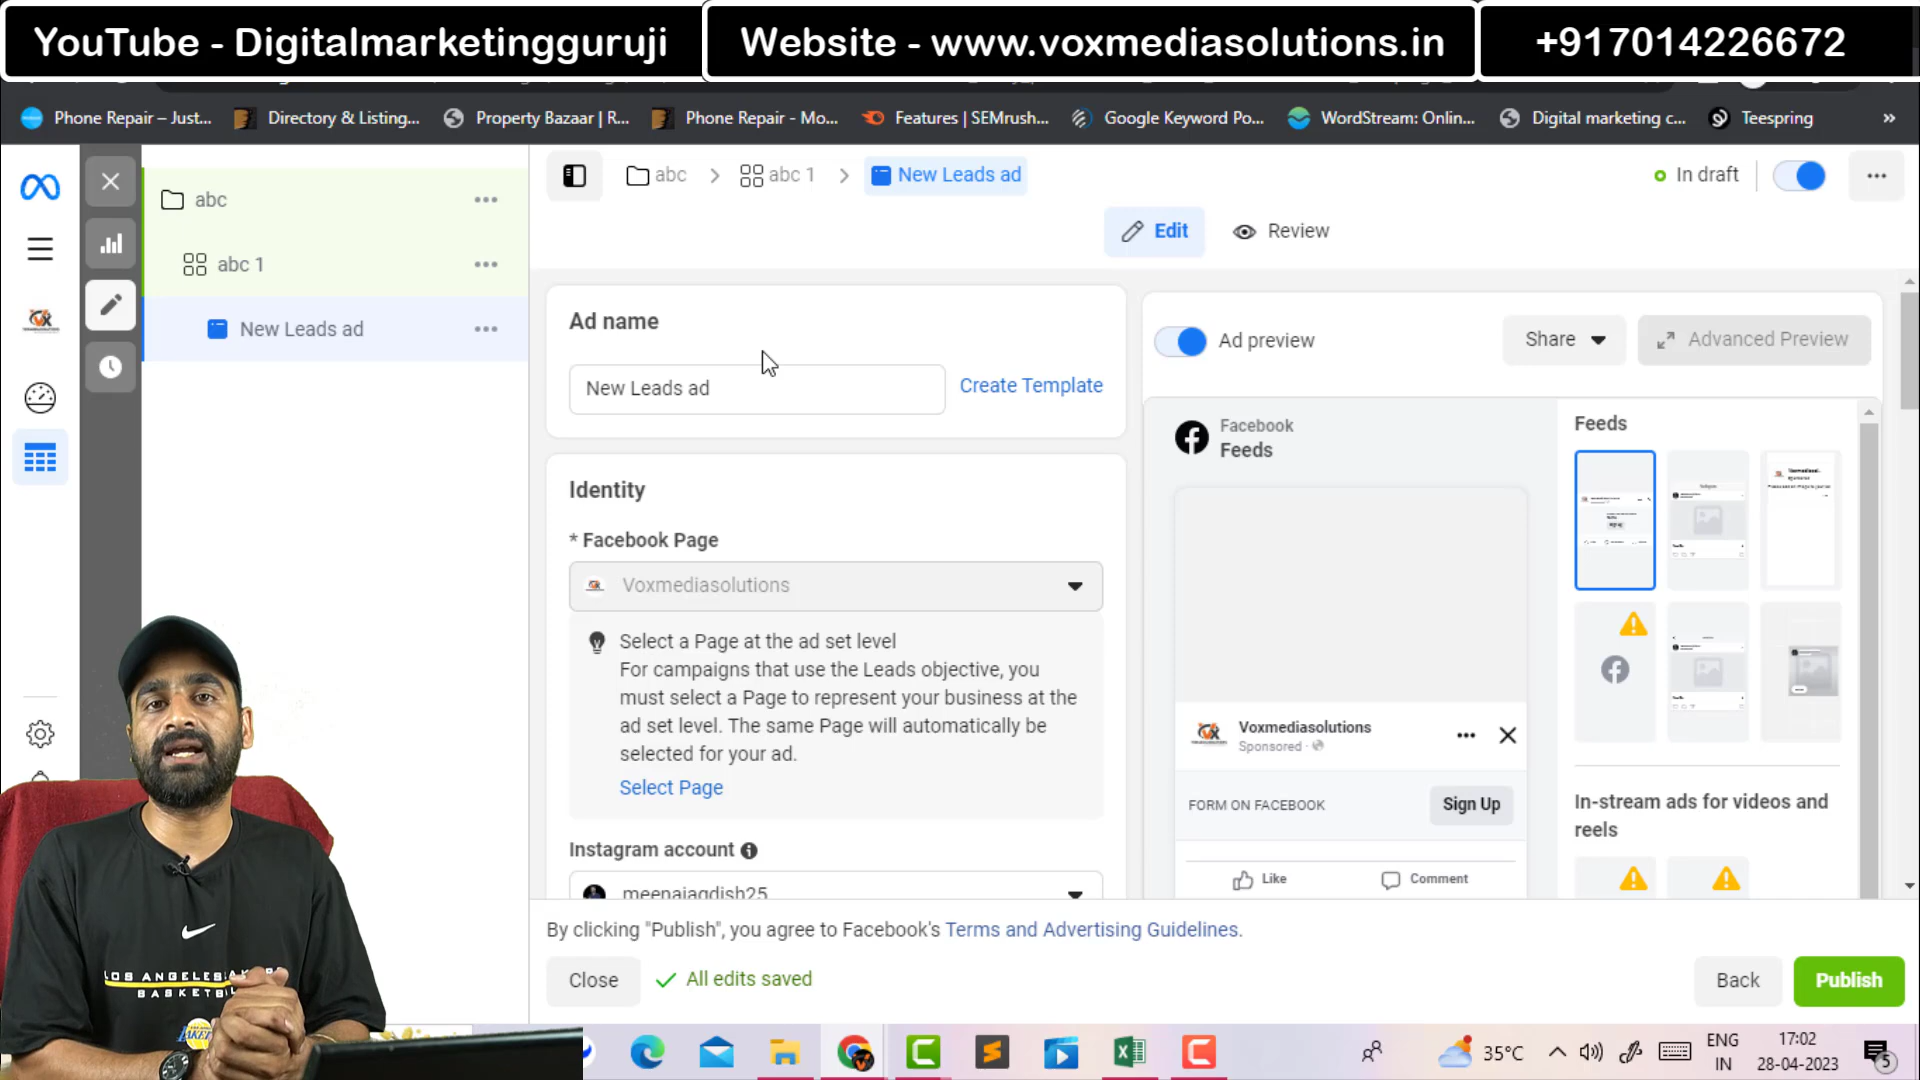 YouTube - Digitalmarketingguruji
Website - www.voxmediasolutions.in
+917014226672
Phone Repair – Just...
Directory & Listing...
Property Bazaar | R...
Phone Repair - Mo...
Features | SEMrush...
Google Keyword Po...
WordStream: Onlin...
Digital marketing c...
Teespring
abc
abc 1
New Leads ad
abc
abc 1
New Leads ad
In draft
Edit
Review
Ad name
New Leads ad
Create Template
Identity
* Facebook Page
Voxmediasolutions
Select a Page at the ad set level
For campaigns that use the Leads objective, you
must select a Page to represent your business at the
ad set level. The same Page will automatically be
selected for your ad.
Select Page
Instagram account
meenajagdish25
Ad preview
Share
Advanced Preview
Facebook
Feeds
Voxmediasolutions
Sponsored ·
FORM ON FACEBOOK
Sign Up
Like
Comment
Feeds
In-stream ads for videos and
reels
By clicking "Publish", you agree to Facebook's Terms and Advertising Guidelines.
Close
All edits saved
Back
Publish
LOS ANGELES
BASKETB
ENG
IN
35°C
17:02
28-04-2023
5